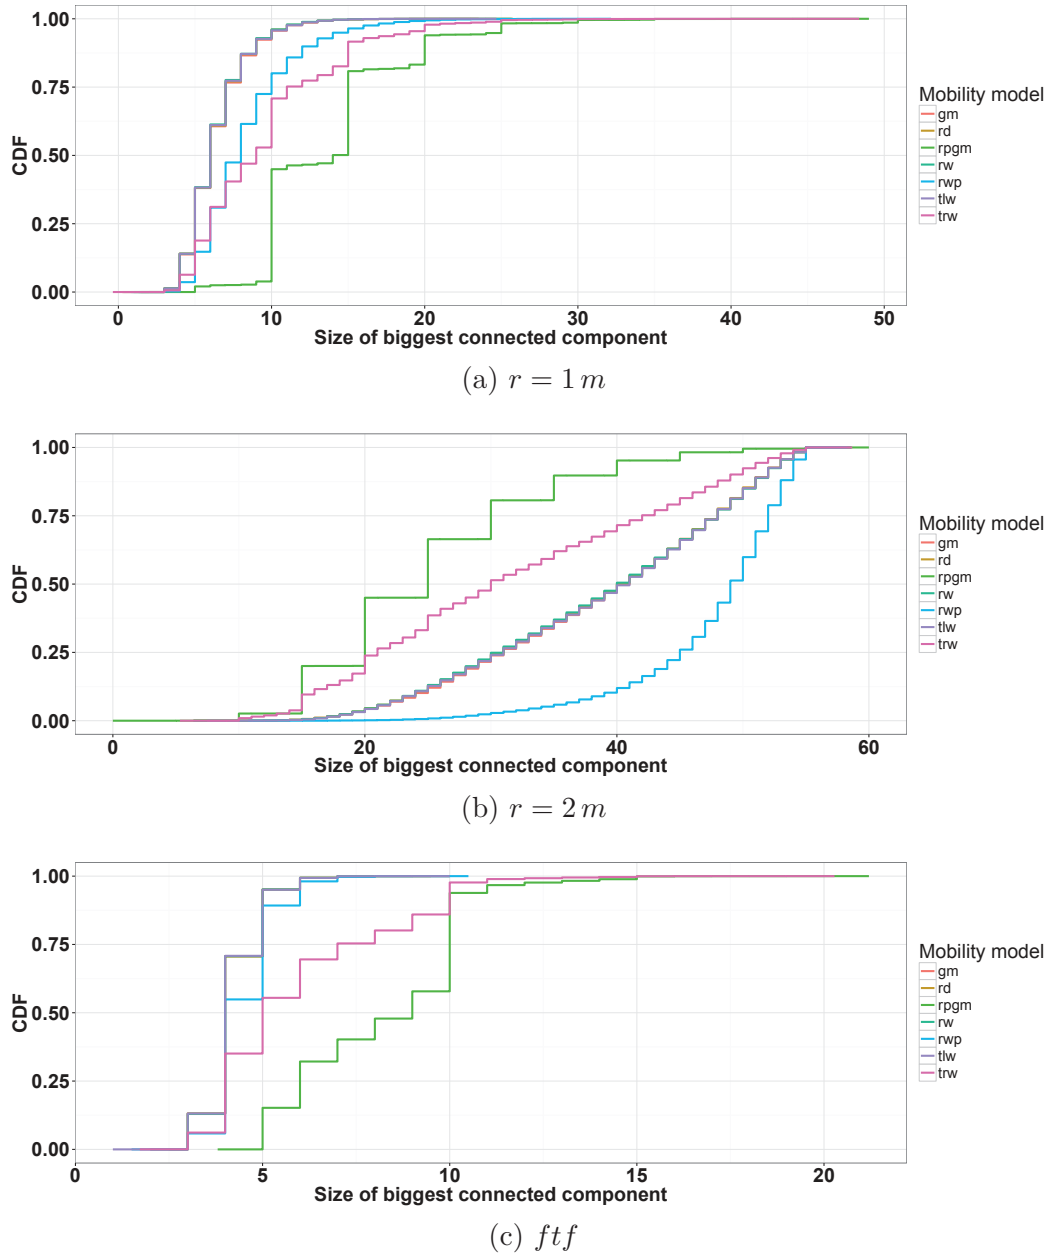 1.00
0.75
0.50
0.25
0.00
CDF
0 10 20 30 40 50
Size of biggest connected component
Mobility model
gm
rd
rpgm
rw
rwp
tlw
trw
(a) r = 1 m
1.00
0.75
0.50
0.25
0.00
CDF
0 20 40 60
Size of biggest connected component
Mobility model
gm
rd
rpgm
rw
rwp
tlw
trw
(b) r = 2 m
1.00
0.75
0.50
0.25
0.00
CDF
0 5 10 15 20
Size of biggest connected component
Mobility model
gm
rd
rpgm
rw
rwp
tlw
trw
(c) ftf